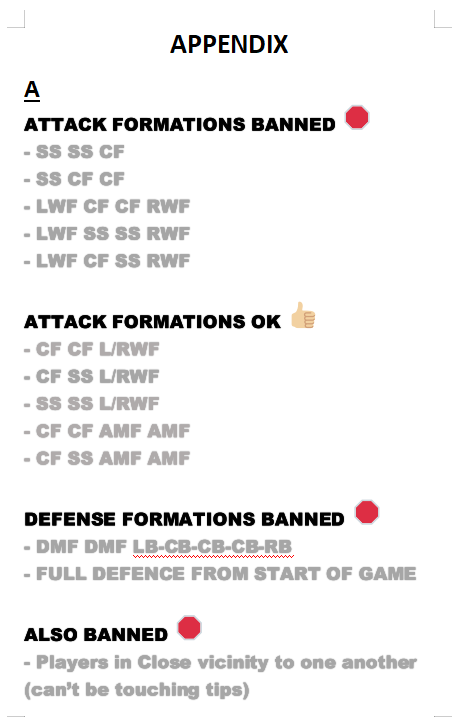 APPENDIX
A
ATTACK FORMATIONS BANNED
- SS SS CF
- SS CF CF
- LWF CF CF RWF
- LWF SS SS RWF
- LWF CF SS RWF
ATTACK FORMATIONS OK
- CF CF L/RWF
- CF SS L/RWF
- SS SS L/RWF
- CF CF AMF AMF
- CF SS AMF AMF
DEFENSE FORMATIONS BANNED
- DMF DMF LB-CB-CB-CB-RB
- FULL DEFENCE FROM START OF GAME
ALSO BANNED
- Players in Close vicinity to one another
(can’t be touching tips)